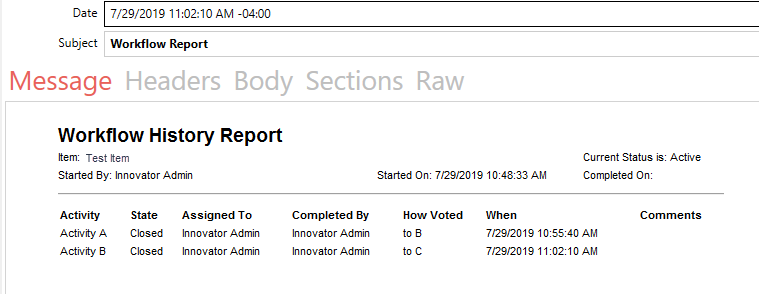 Date 7/29/2019 11:02:10 AM -04:00
Subject Workflow Report
Message Headers Body Sections Raw
Workflow History Report
Item: Test Item Current Status is: Active
Started By: Innovator Admin Started On: 7/29/2019 10:48:33 AM Completed On:
Activity State Assigned To Completed By How Voted When Comments
Activity A Closed Innovator Admin Innovator Admin to B 7/29/2019 10:55:40 AM
Activity B Closed Innovator Admin Innovator Admin to C 7/29/2019 11:02:10 AM